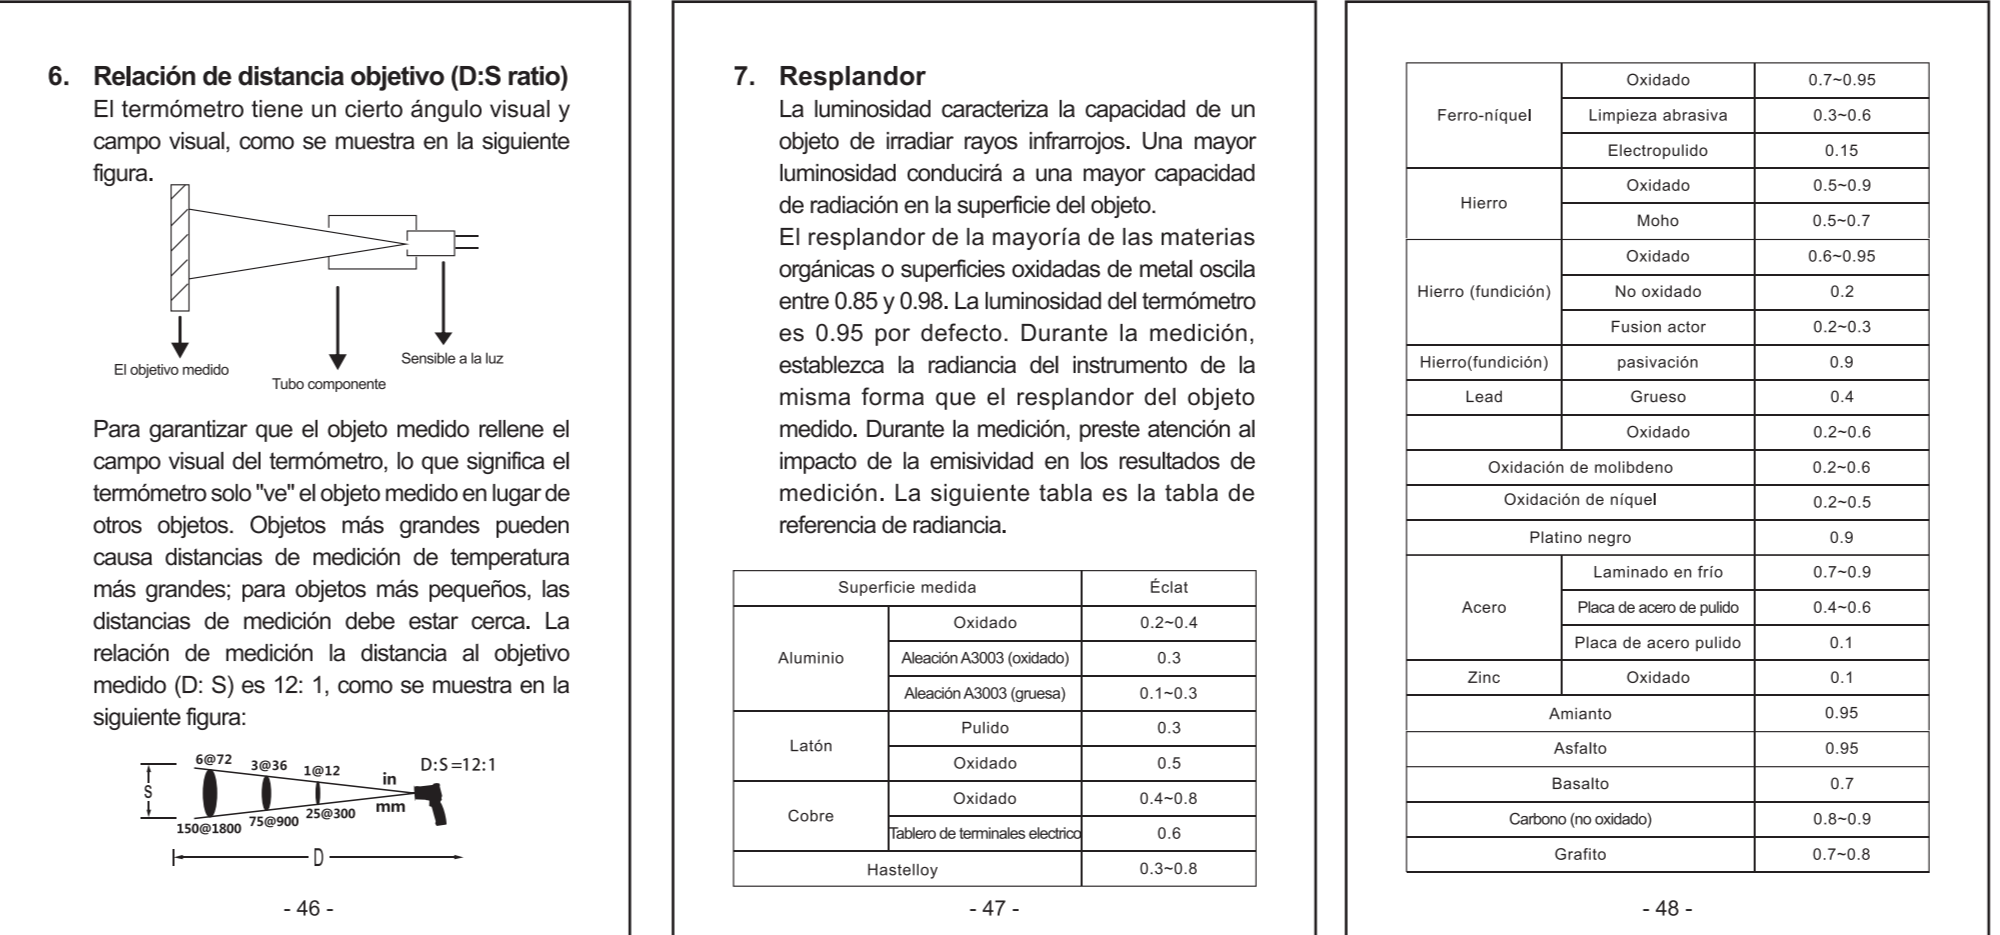 6. Relación de distancia objetivo (D:S ratio)
El termómetro tiene un cierto ángulo visual y
campo visual, como se muestra en la siguiente
figura.
El objetivo medido
Tubo componente
Sensible a la luz
Para garantizar que el objeto medido rellene el
campo visual del termómetro, lo que significa el
termómetro solo "ve" el objeto medido en lugar de
otros objetos. Objetos más grandes pueden
causa distancias de medición de temperatura
más grandes; para objetos más pequeños, las
distancias de medición debe estar cerca. La
relación de medición la distancia al objetivo
medido (D: S) es 12: 1, como se muestra en la
siguiente figura:
6@72 3@36 1@12 in D:S=12:1
S
150@1800 75@900 25@300 mm
D
- 46 -
7. Resplandor
La luminosidad caracteriza la capacidad de un
objeto de irradiar rayos infrarrojos. Una mayor
luminosidad conducirá a una mayor capacidad
de radiación en la superficie del objeto.
El resplandor de la mayoría de las materias
orgánicas o superficies oxidadas de metal oscila
entre 0.85 y 0.98. La luminosidad del termómetro
es 0.95 por defecto. Durante la medición,
establezca la radiancia del instrumento de la
misma forma que el resplandor del objeto
medido. Durante la medición, preste atención al
impacto de la emisividad en los resultados de
medición. La siguiente tabla es la tabla de
referencia de radiancia.
Superficie medida Éclat
Aluminio
Oxidado 0.2~0.4
Aleación A3003 (oxidado) 0.3
Aleación A3003 (gruesa) 0.1~0.3
Latón
Pulido 0.3
Oxidado 0.5
Cobre
Oxidado 0.4~0.8
Tablero de terminales electrico 0.6
Hastelloy 0.3~0.8
- 47 -
Ferro-níquel
Oxidado 0.7~0.95
Limpieza abrasiva 0.3~0.6
Electropulido 0.15
Hierro
Oxidado 0.5~0.9
Moho 0.5~0.7
Hierro (fundición)
Oxidado 0.6~0.95
No oxidado 0.2
Fusion actor 0.2~0.3
Hierro(fundición) pasivación 0.9
Lead Grueso 0.4
Oxidado 0.2~0.6
Oxidación de molibdeno 0.2~0.6
Oxidación de níquel 0.2~0.5
Platino negro 0.9
Acero
Laminado en frío 0.7~0.9
Placa de acero de pulido 0.4~0.6
Placa de acero pulido 0.1
Zinc Oxidado 0.1
Amianto 0.95
Asfalto 0.95
Basalto 0.7
Carbono (no oxidado) 0.8~0.9
Grafito 0.7~0.8
- 48 -